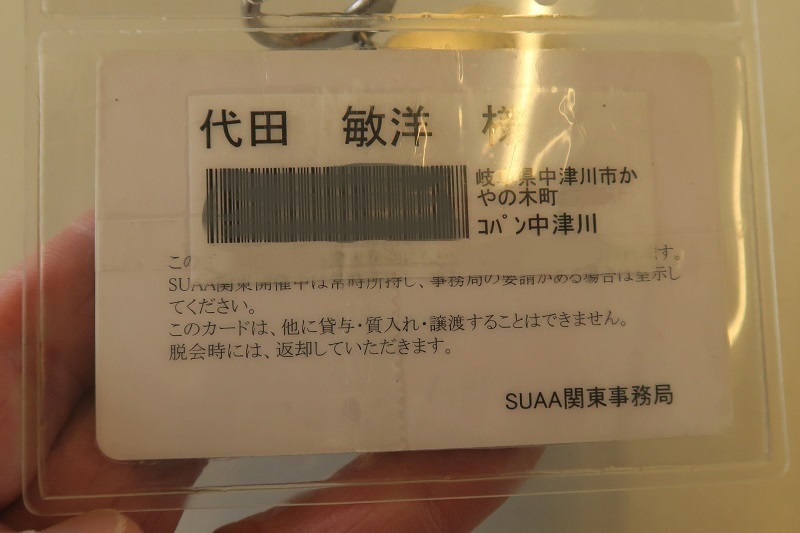 代田 敏洋 様
岐阜県中津川市か
やの木町
ｺﾊﾟﾝ中津川
この す。
SUAA関東開催中は常時所持し、事務局の要請がある場合は呈示し
てください。
このカードは、他に貸与・質入れ・譲渡することはできません。
脱会時には、返却していただきます。
SUAA関東事務局